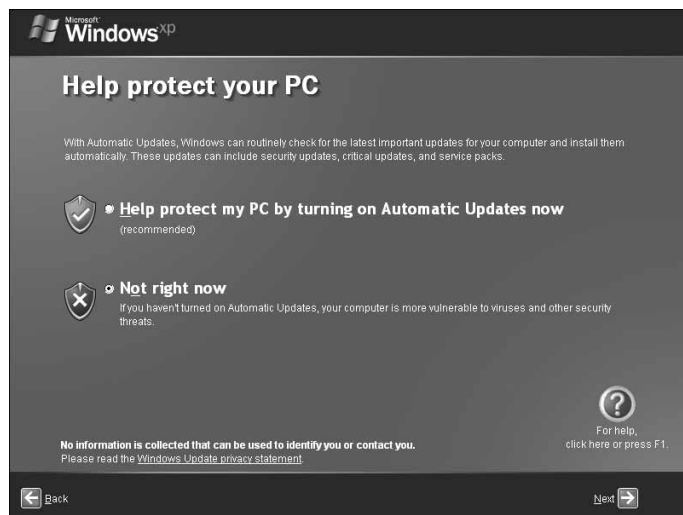 Microsoft
Windows xp
Help protect your PC
With Automatic Updates, Windows can routinely check for the latest important updates for your computer and install them
automatically. These updates can include security updates, critical updates, and service packs.
Help protect my PC by turning on Automatic Updates now
(recommended)
Not right now
If you haven't turned on Automatic Updates, your computer is more vulnerable to viruses and other security
threats.
For help,
click here or press F1.
No information is collected that can be used to identify you or contact you.
Please read the Windows Update privacy statement.
Back
Next